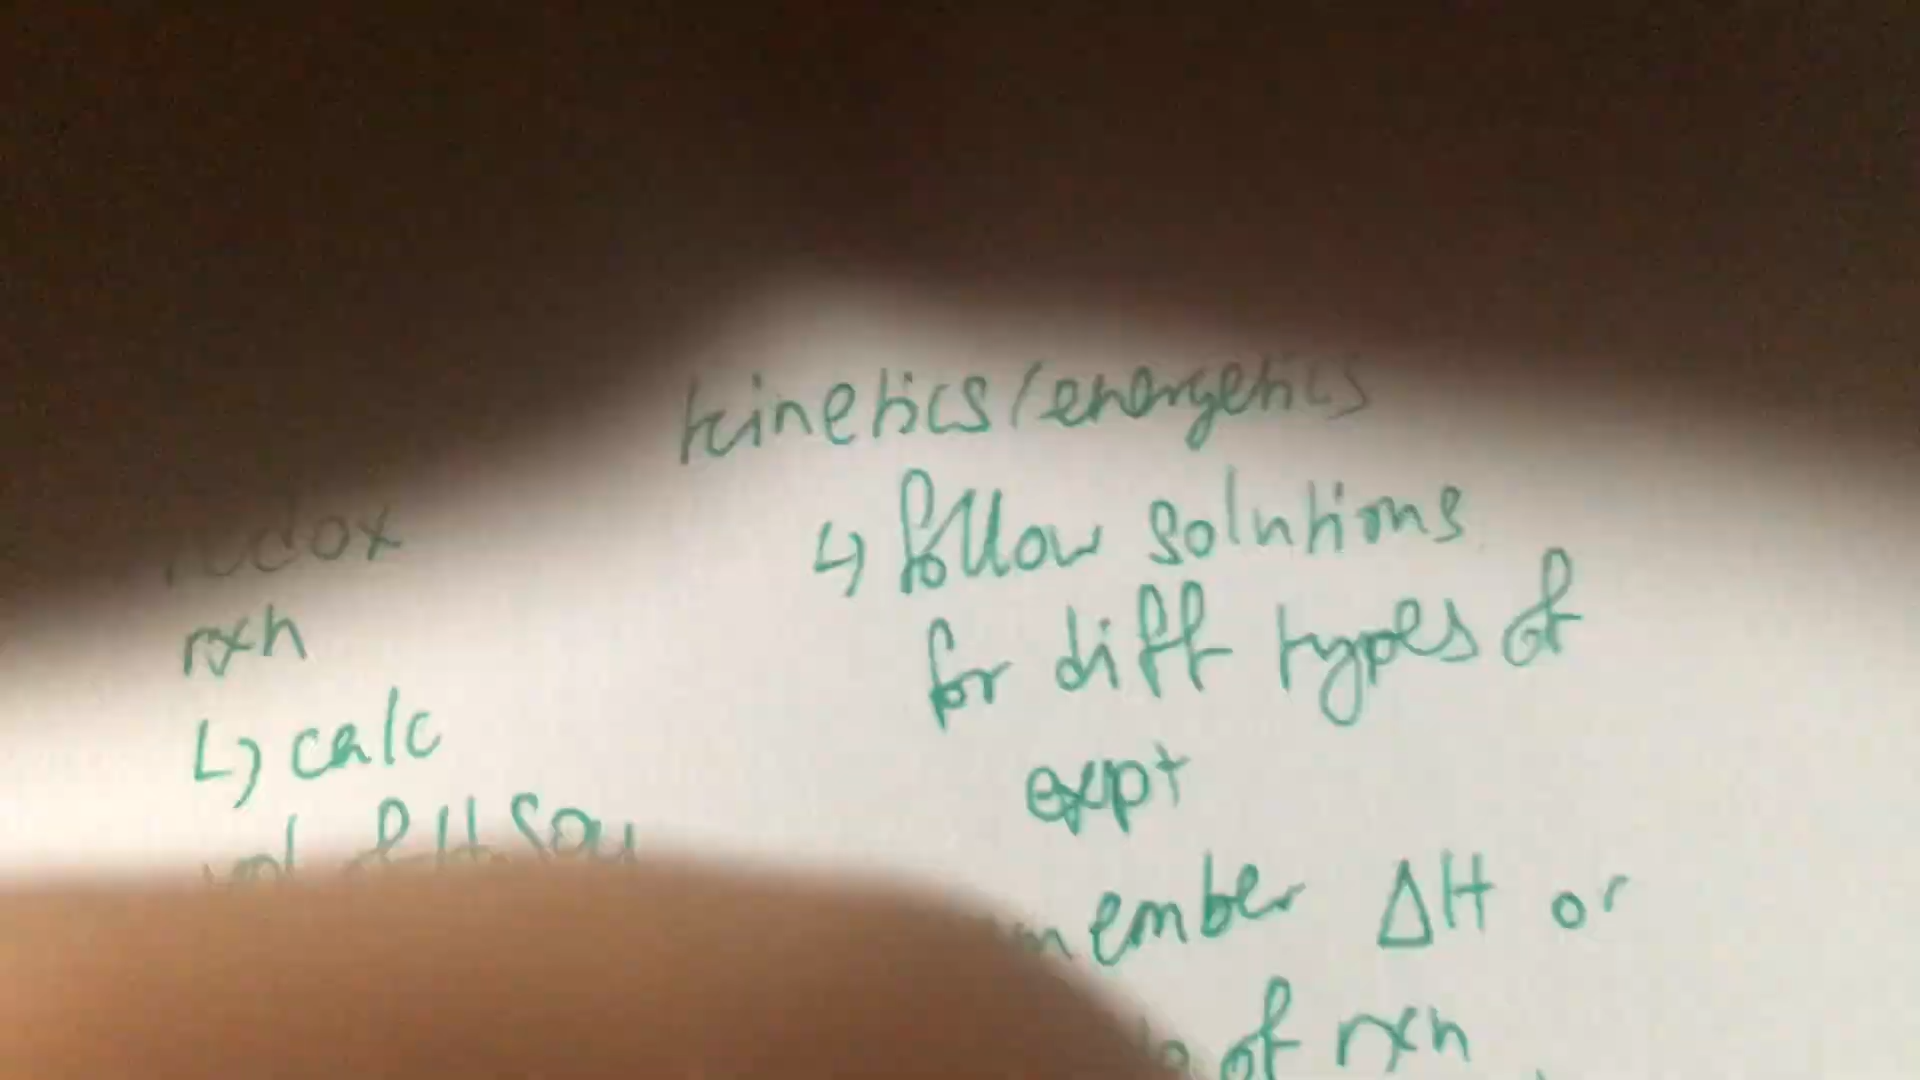 kinetics/energetics
↳ follow solutions
for diff types of
expt
ember ΔH or
of rxn
redox
rxn
↳ calc